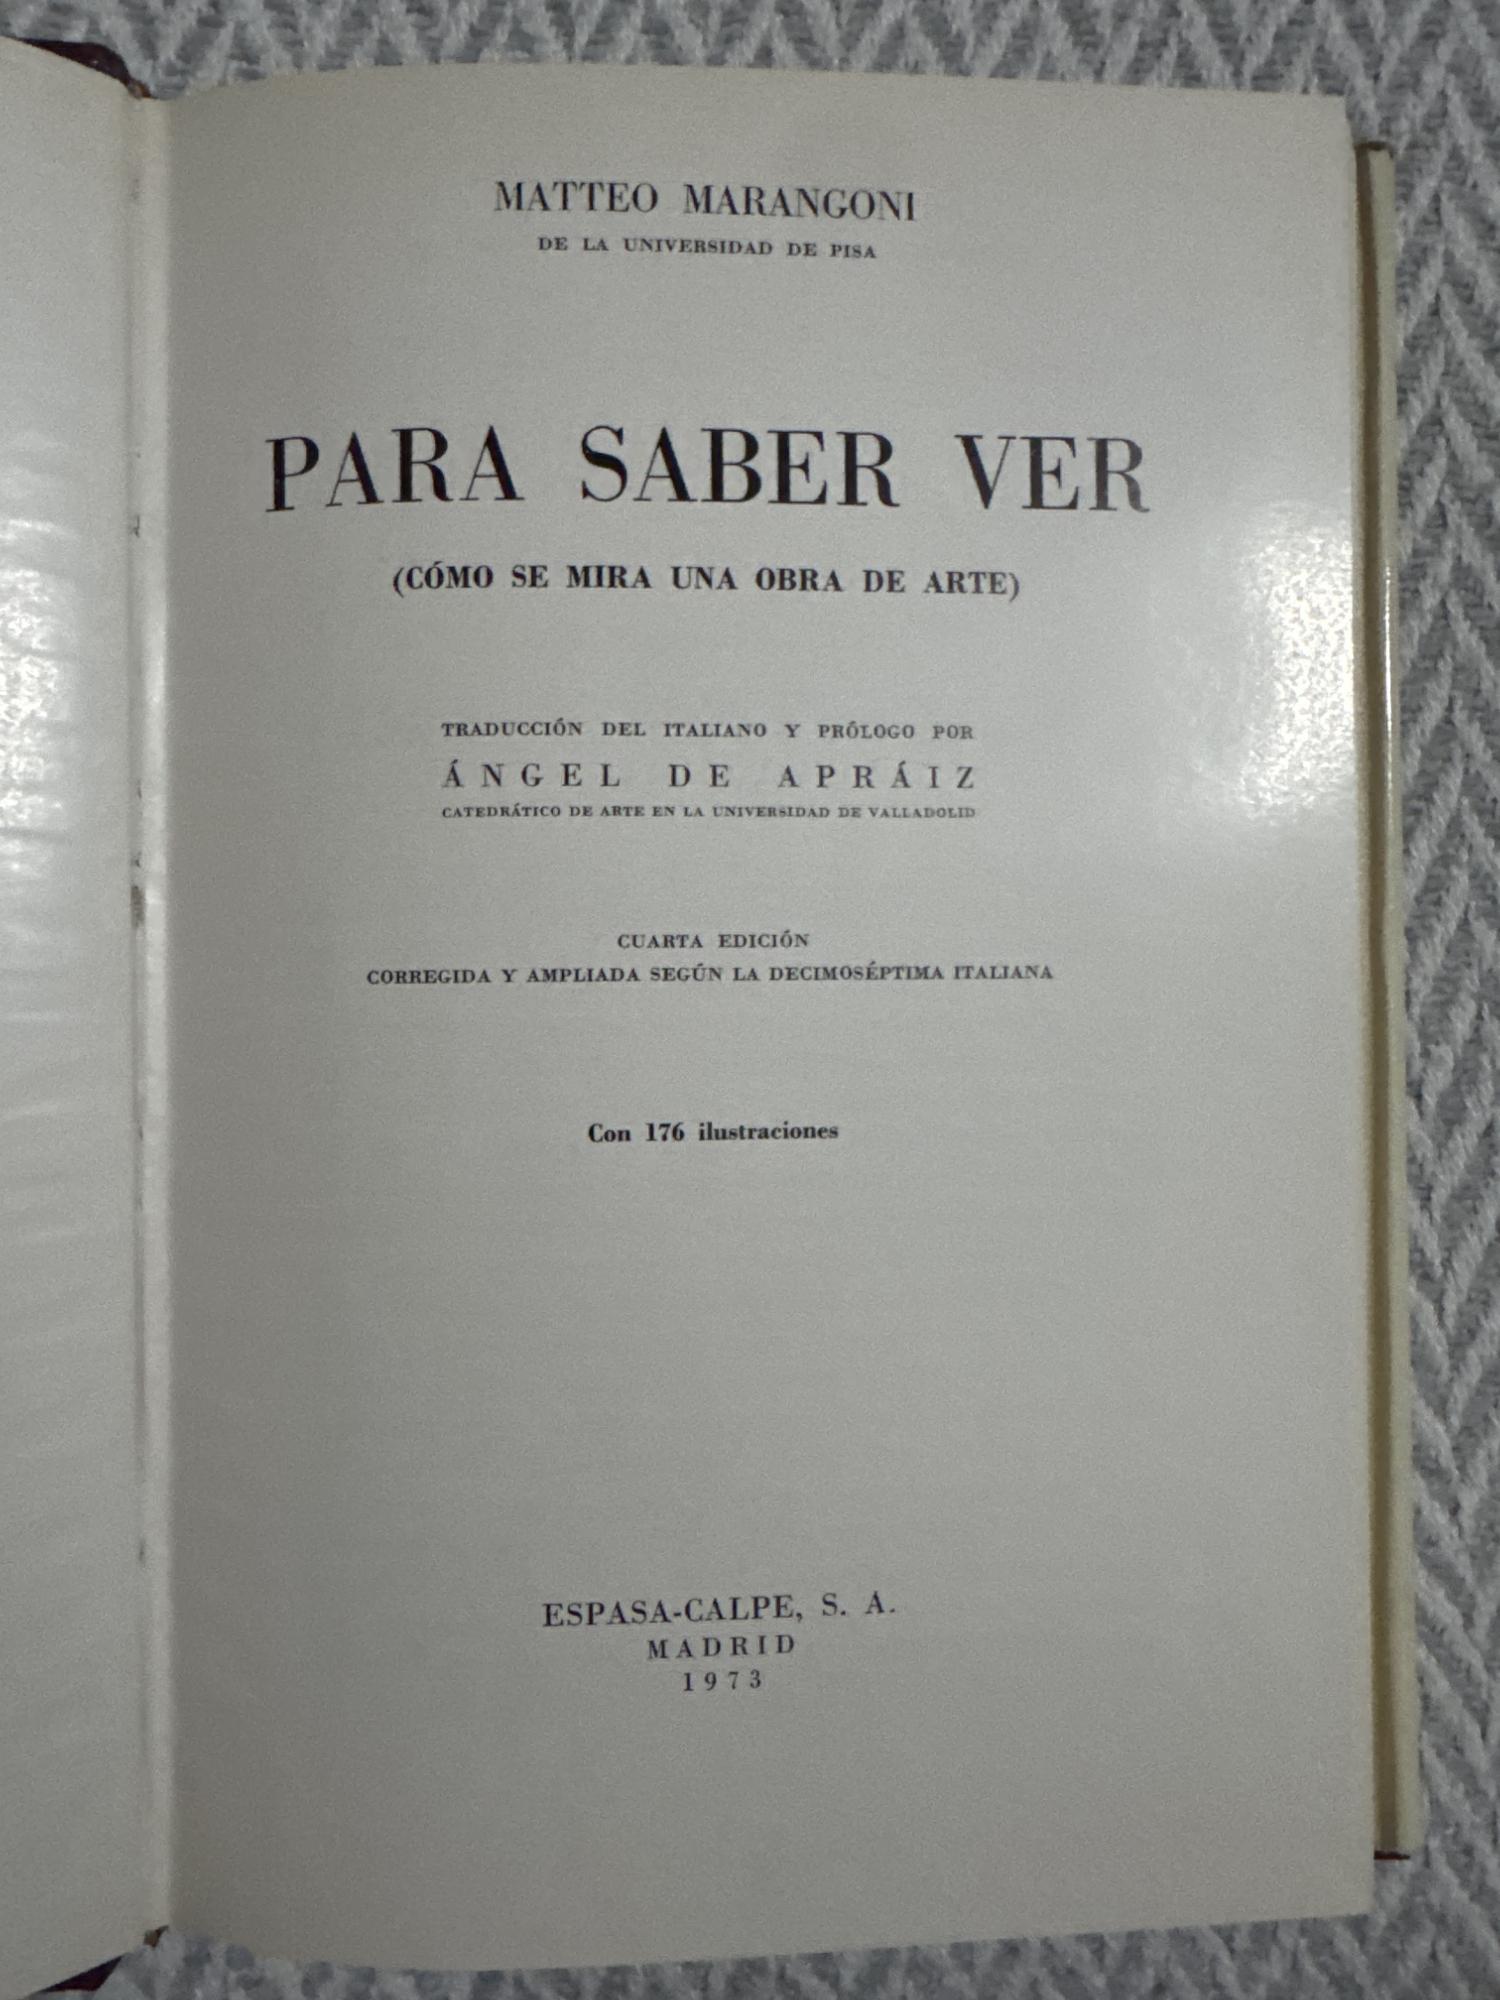 MATTEO MARANGONI
DE LA UNIVERSIDAD DE PISA
PARA SABER VER
(CÓMO SE MIRA UNA OBRA DE ARTE)
TRADUCCIÓN DEL ITALIANO Y PRÓLOGO POR
ÁNGEL DE APRÁIZ
CATEDRÁTICO DE ARTE EN LA UNIVERSIDAD DE VALLADOLID
CUARTA EDICIÓN
CORREGIDA Y AMPLIADA SEGÚN LA DECIMOSÉPTIMA ITALIANA
Con 176 ilustraciones
ESPASA-CALPE, S. A.
MADRID
1973